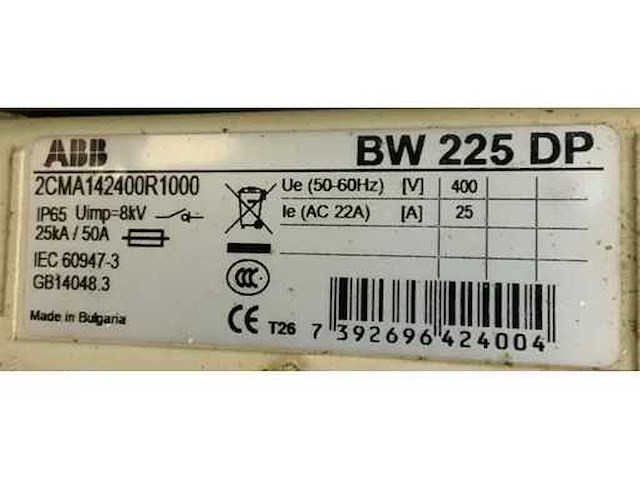 ABB
BW 225 DP
2CMA142400R1000
IP65 Uimp=8kV
25kA / 50A
IEC 60947-3
GB14048.3
Made in Bulgaria
Ue (50-60Hz) [V] 400
Ie (AC 22A) [A] 25
CCC
CE T26
7 392696 424004